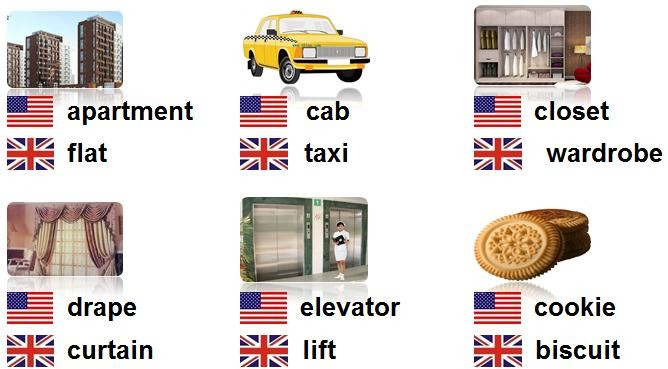 apartment
flat
cab
taxi
closet
wardrobe
drape
curtain
elevator
lift
cookie
biscuit